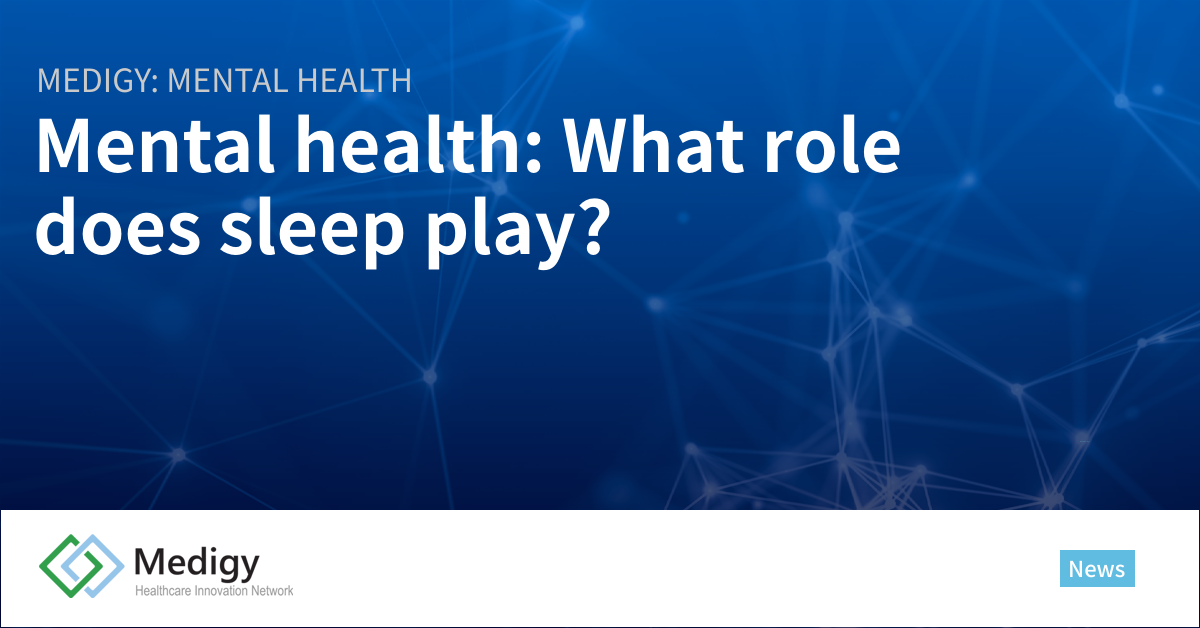 MEDIGY: MENTAL HEALTH
Mental health: What role
does sleep play?
Medigy
Healthcare Innovation Network
News